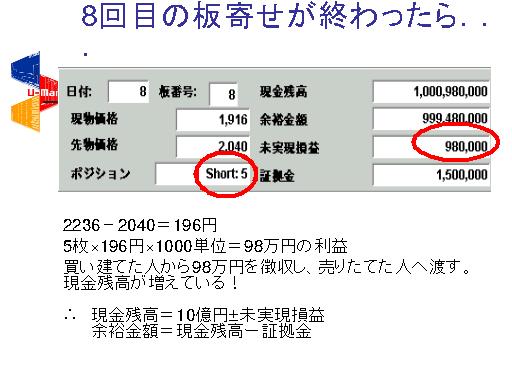 8回目の板寄せが終わったら．．
．
U-Mar
日付: 8 板番号: 8 現金残高 1,000,980,000
現物価格 1,916 余裕金額 999,480,000
先物価格 2,040 未実現損益 980,000
ポジション Short: 5 証拠金 1,500,000
2236－2040＝196円
5枚×196円×1000単位＝98万円の利益
買い建てた人から98万円を徴収し、売りたてた人へ渡す。
現金残高が増えている！
∴　現金残高＝10億円±未実現損益
余裕金額＝現金残高ー証拠金